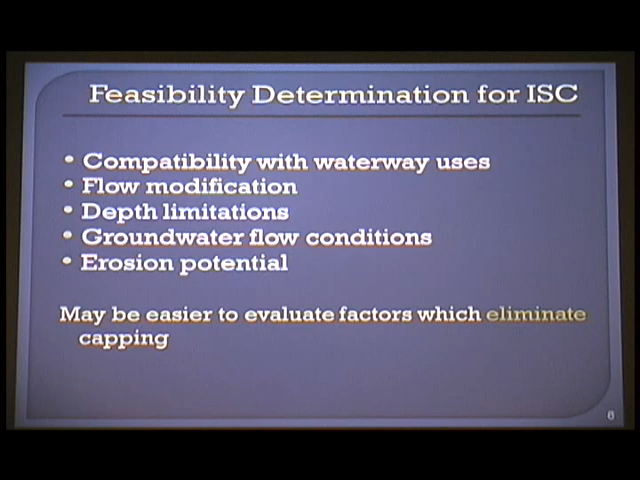 Feasibility Determination for ISC
• Compatibility with waterway uses
• Flow modification
• Depth limitations
• Groundwater flow conditions
• Erosion potential
May be easier to evaluate factors which eliminate
capping
6